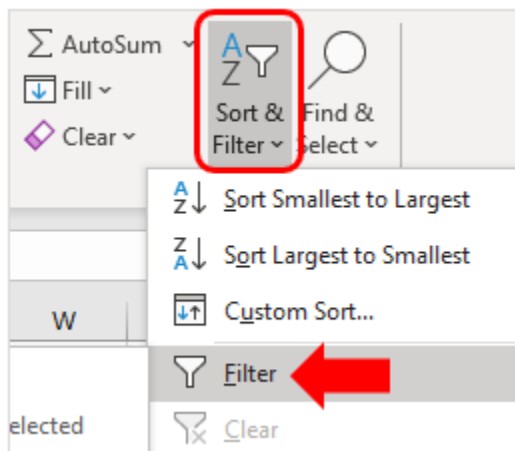 AutoSum
Fill
Clear
Sort &
Filter
Find &
Select
Sort Smallest to Largest
Sort Largest to Smallest
Custom Sort...
Filter
Clear
W
elected